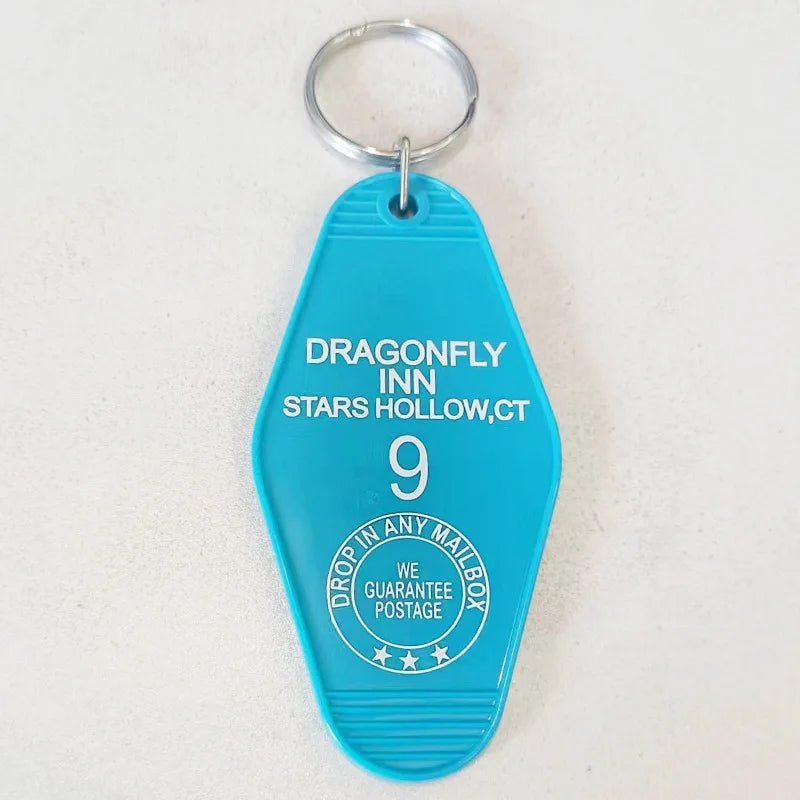 DRAGONFLY
INN
STARS HOLLOW,CT
9
DROP IN ANY MAILBOX
WE
GUARANTEE
POSTAGE